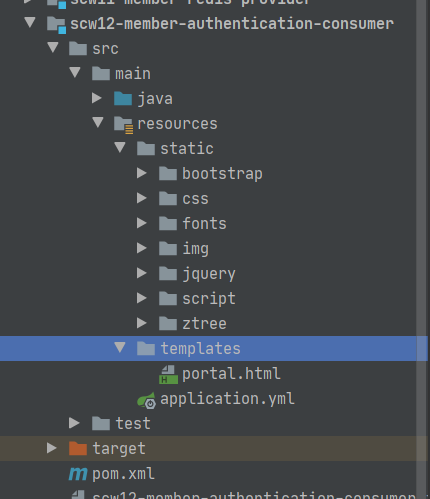 scw11-member-redis-provider
scw12-member-authentication-consumer
src
main
java
resources
static
bootstrap
css
fonts
img
jquery
script
ztree
templates
portal.html
application.yml
test
target
pom.xml
scw12-member-authentication-consumer